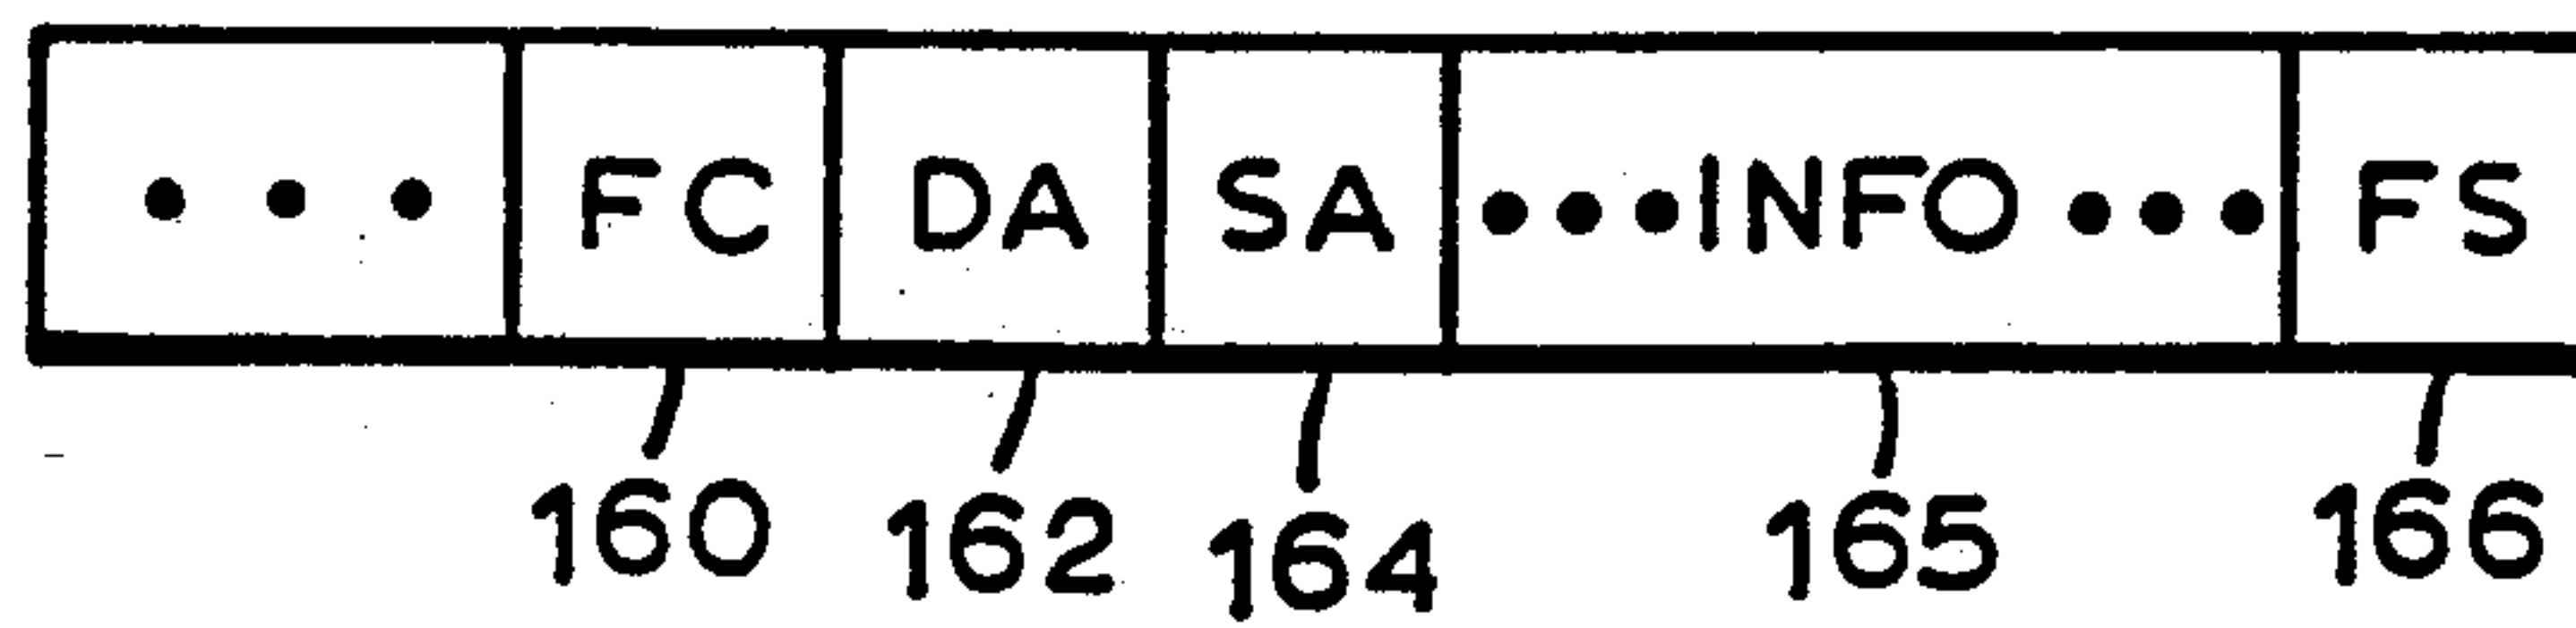 • • • FC DA SA •••INFO••• FS
160 162 164 165 166